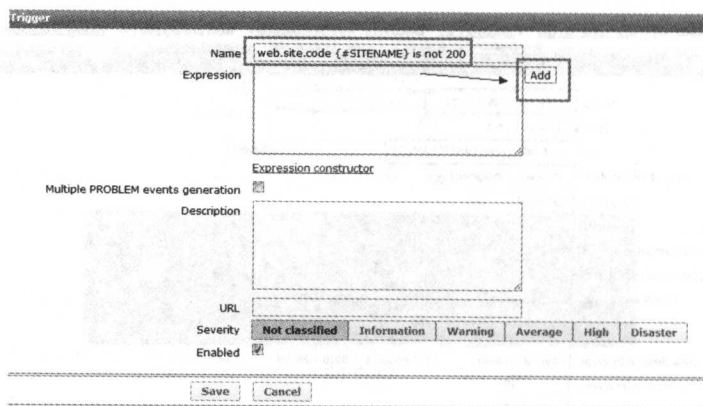 Trigger
Name web.site.code {#SITENAME} is not 200
Expression Add
Expression constructor
Multiple PROBLEM events generation
Description
URL
Severity Not classified Information Warning Average High Disaster
Enabled
Save Cancel